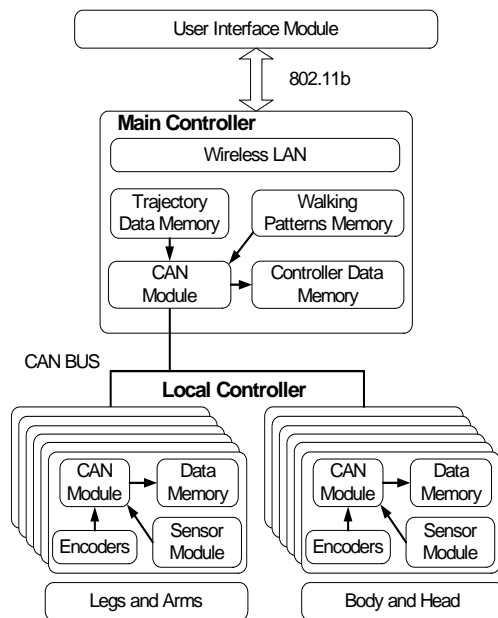 User Interface Module
802.11b
Main Controller
Wireless LAN
Trajectory
Data Memory
Walking
Patterns Memory
CAN
Module
Controller Data
Memory
CAN BUS
Local Controller
CAN
Module
Data
Memory
Encoders
Sensor
Module
CAN
Module
Data
Memory
Encoders
Sensor
Module
Legs and Arms
Body and Head